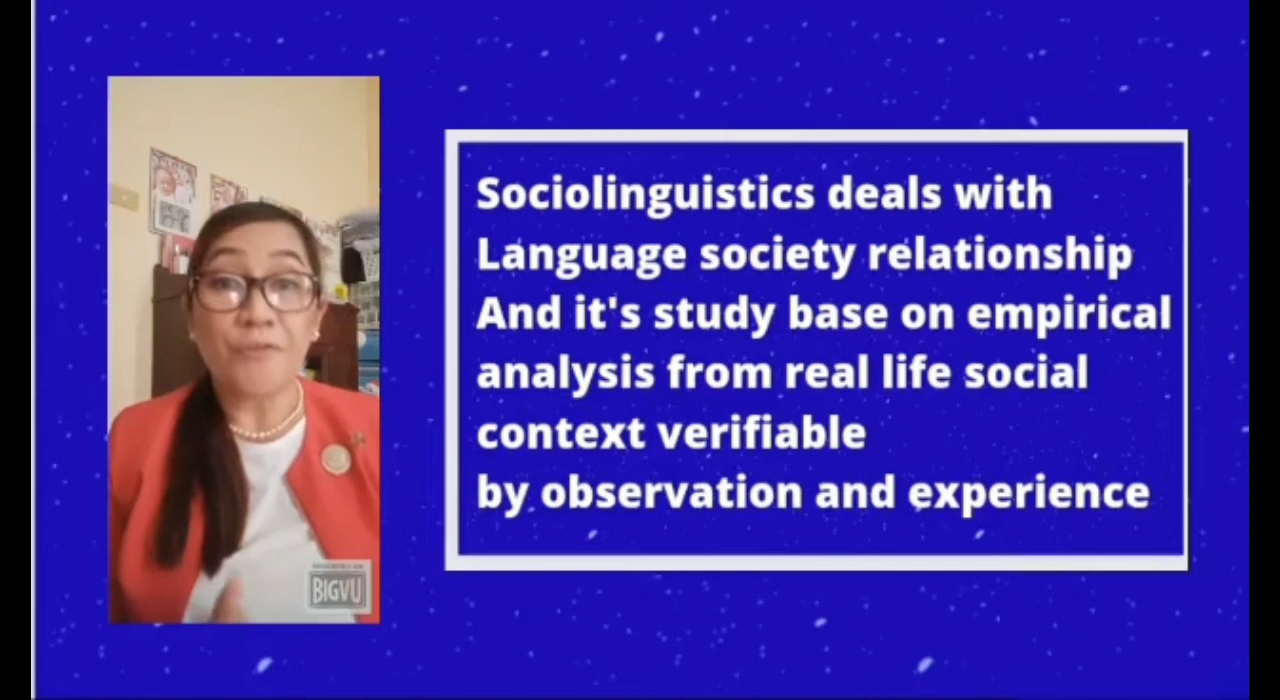 Sociolinguistics deals with
Language society relationship
And it's study base on empirical
analysis from real life social
context verifiable
by observation and experience
BIGVU